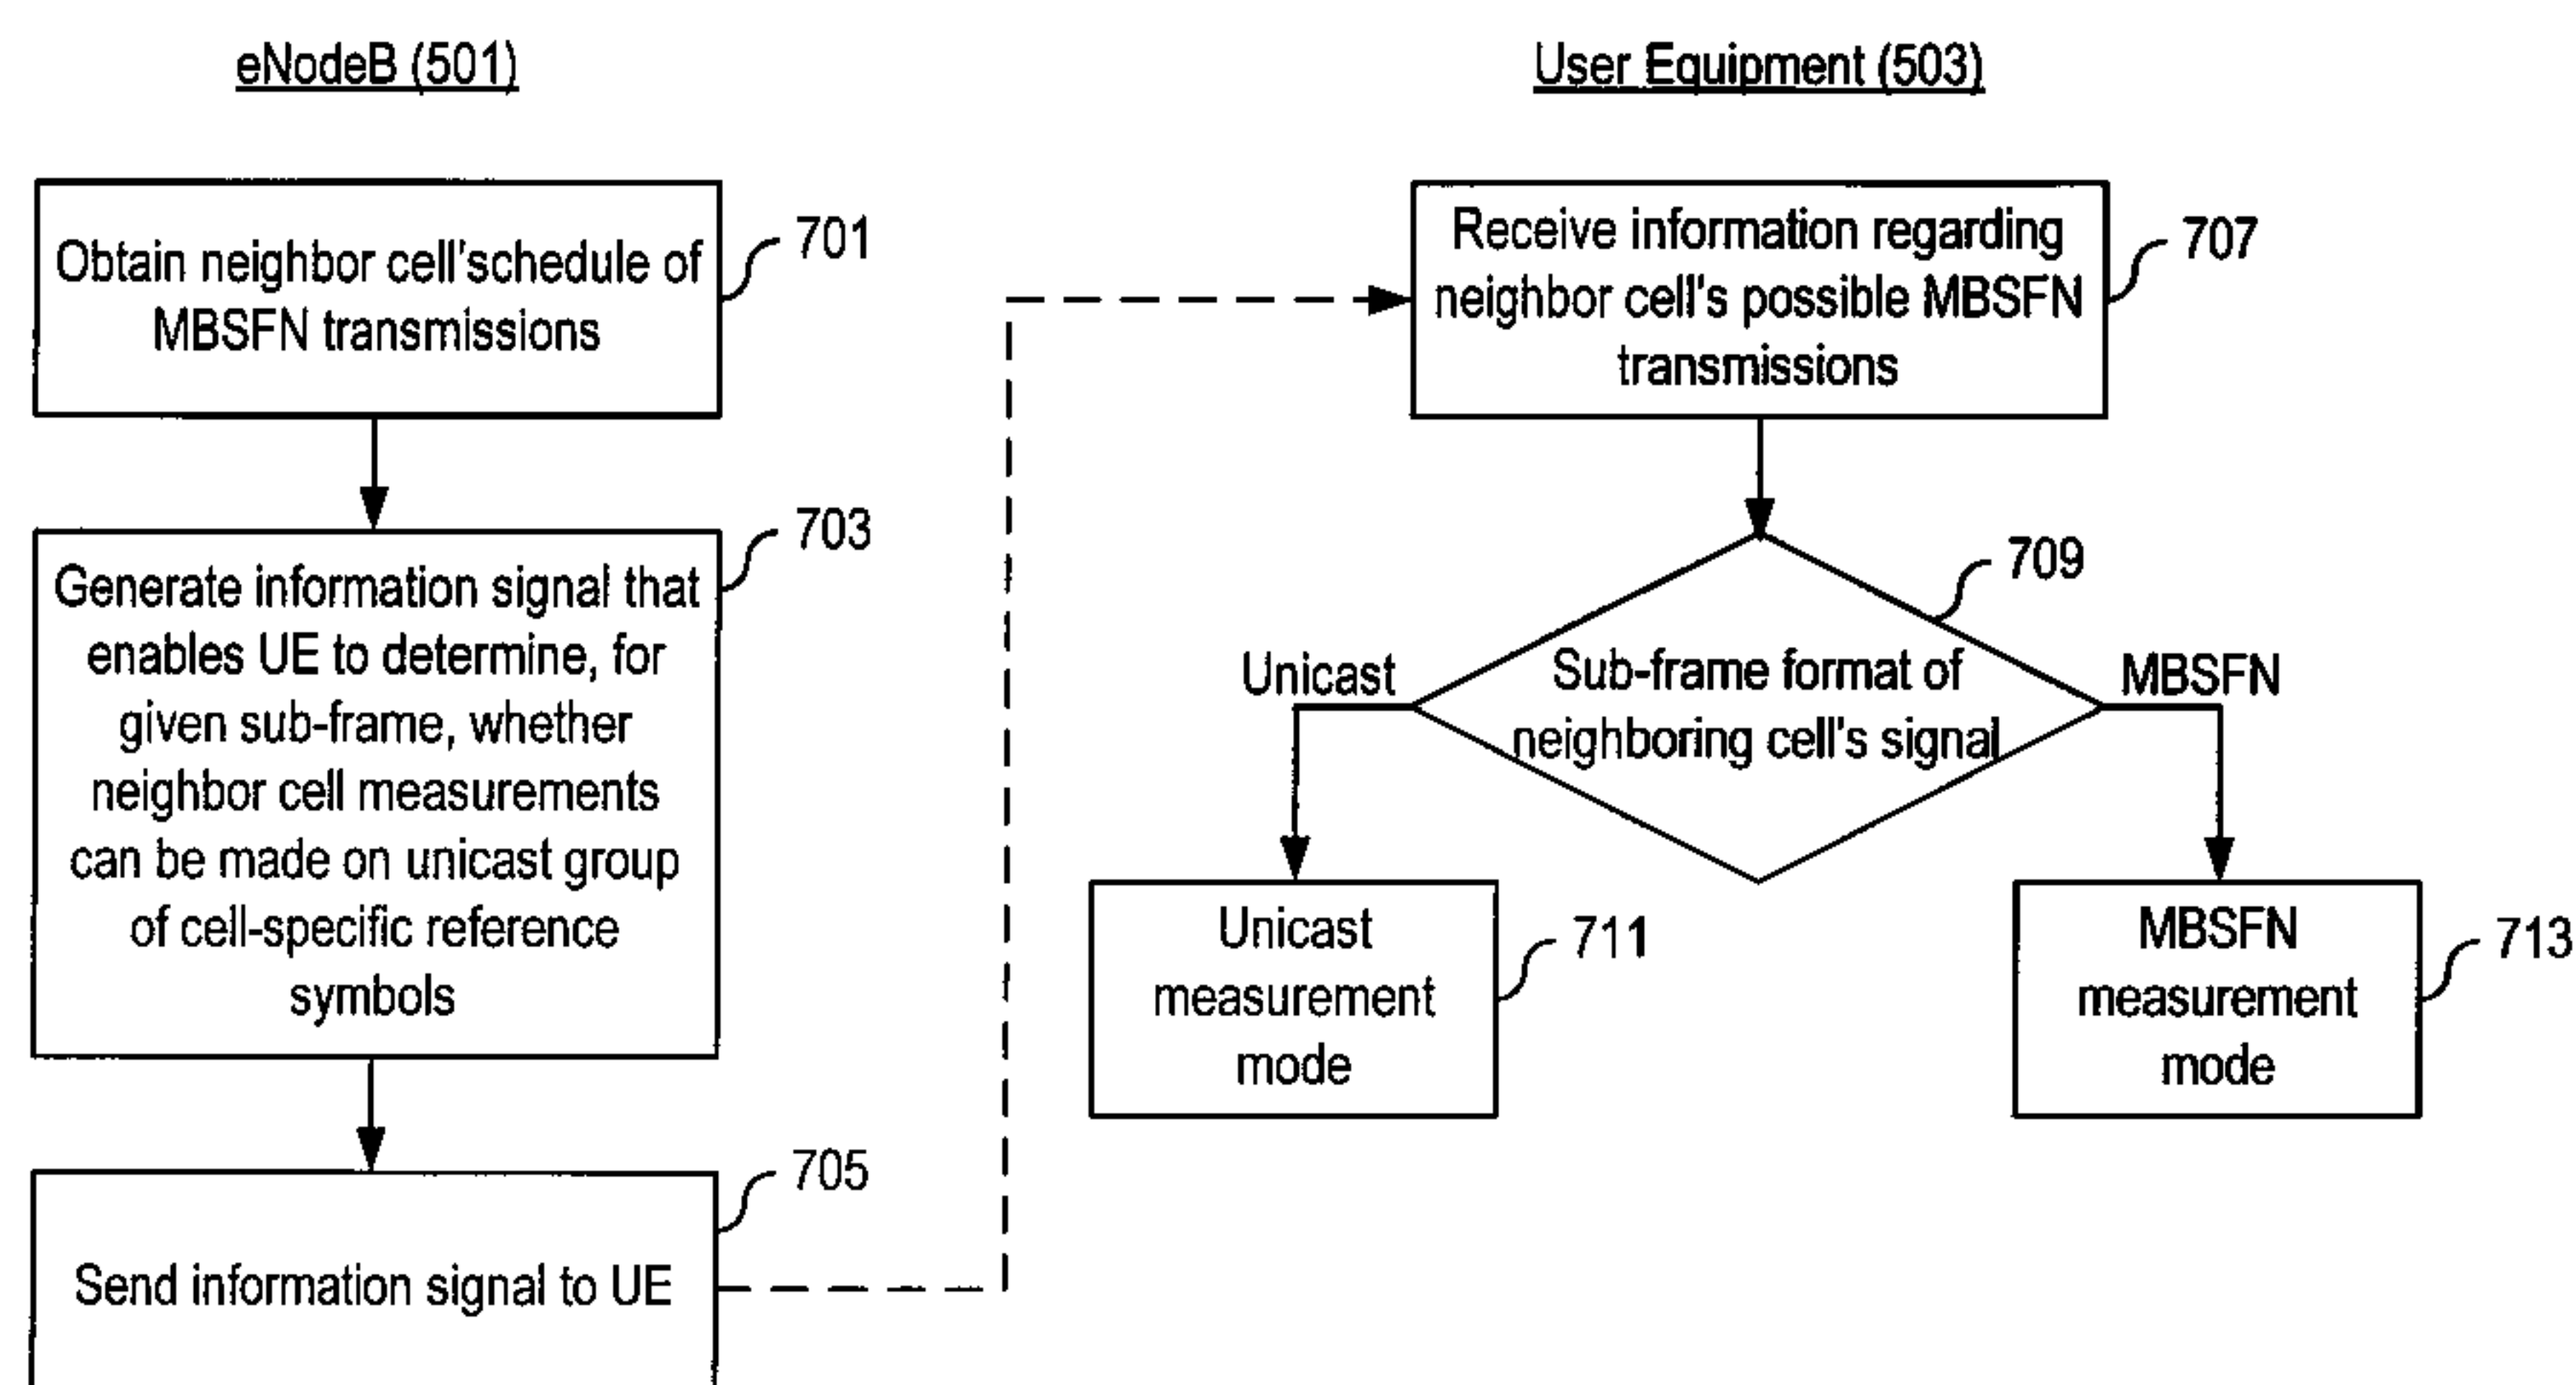 eNodeB (501)
Obtain neighbor cell'schedule of
MBSFN transmissions
701
Generate information signal that
enables UE to determine, for
given sub-frame, whether
neighbor cell measurements
can be made on unicast group
of cell-specific reference
symbols
703
Send information signal to UE
705
User Equipment (503)
Receive information regarding
neighbor cell's possible MBSFN
transmissions
707
Sub-frame format of
neighboring cell's signal
709
Unicast
MBSFN
Unicast
measurement
mode
711
MBSFN
measurement
mode
713